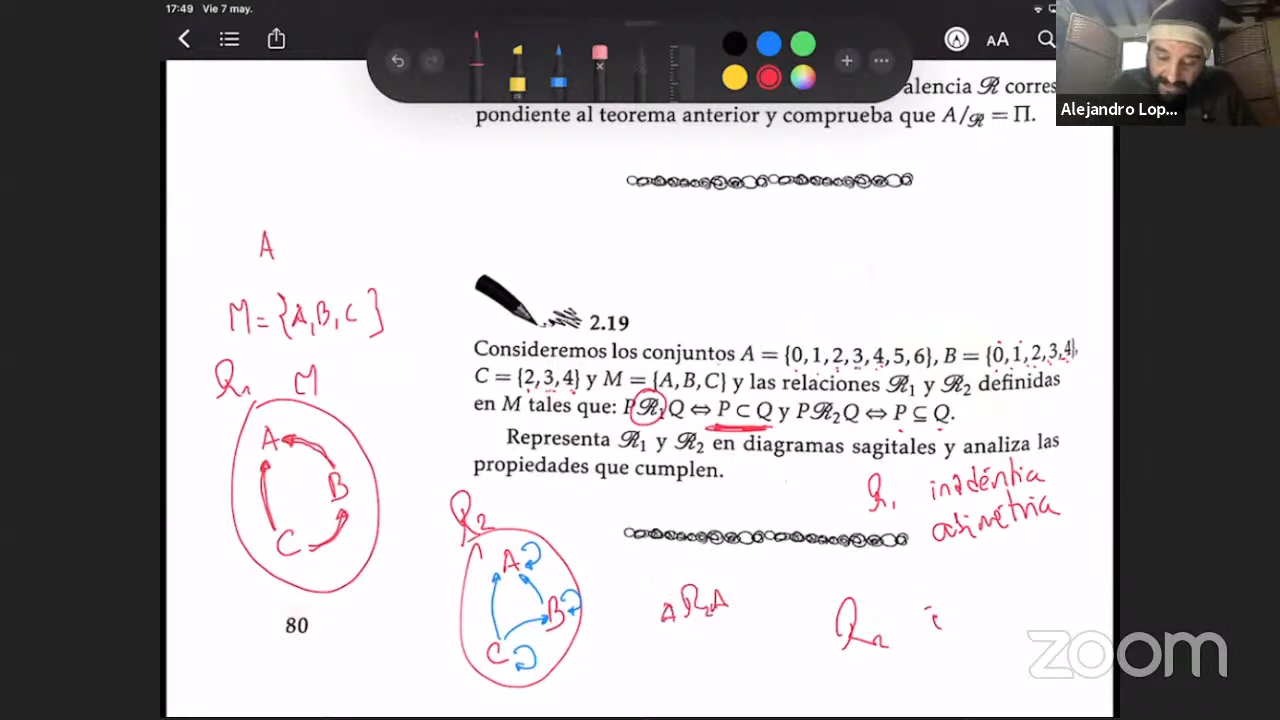 17:49 Vie 7 may.
AA
Alejandro Lop...
alencia ℛ corres
pondiente al teorema anterior y comprueba que A/ℛ = Π.
A
M = {A, B, C}
2.19
Consideremos los conjuntos A = {0, 1, 2, 3, 4, 5, 6}, B = {0, 1, 2, 3, 4},
C = {2, 3, 4} y M = {A, B, C} y las relaciones ℛ₁ y ℛ₂ definidas
en M tales que: Pℛ₁Q ⇔ P ⊂ Q y Pℛ₂Q ⇔ P ⊆ Q.
Representa ℛ₁ y ℛ₂ en diagramas sagitales y analiza las
propiedades que cumplen.
R₁ M
A
B
C
R₁
asimétrica
R₂
A
B
C
A R₂ A
R₂ i
80
zoom